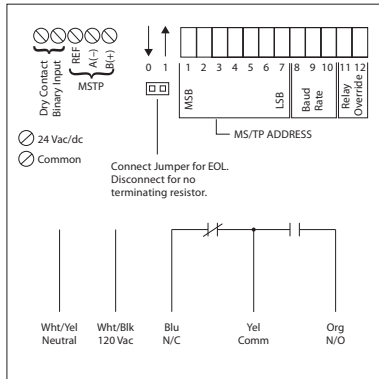 Dry Contact
Binary Input
REF
A(−)
B(+)
MSTP
0 1
1 2 3 4 5 6 7 8 9 10 11 12
MSB
LSB
Baud
Rate
Relay
Override
MS/TP ADDRESS
24 Vac/dc
Common
Connect Jumper for EOL.
Disconnect for no
terminating resistor.
Wht/Yel Wht/Blk Blu Yel Org
Neutral 120 Vac N/C Comm N/O